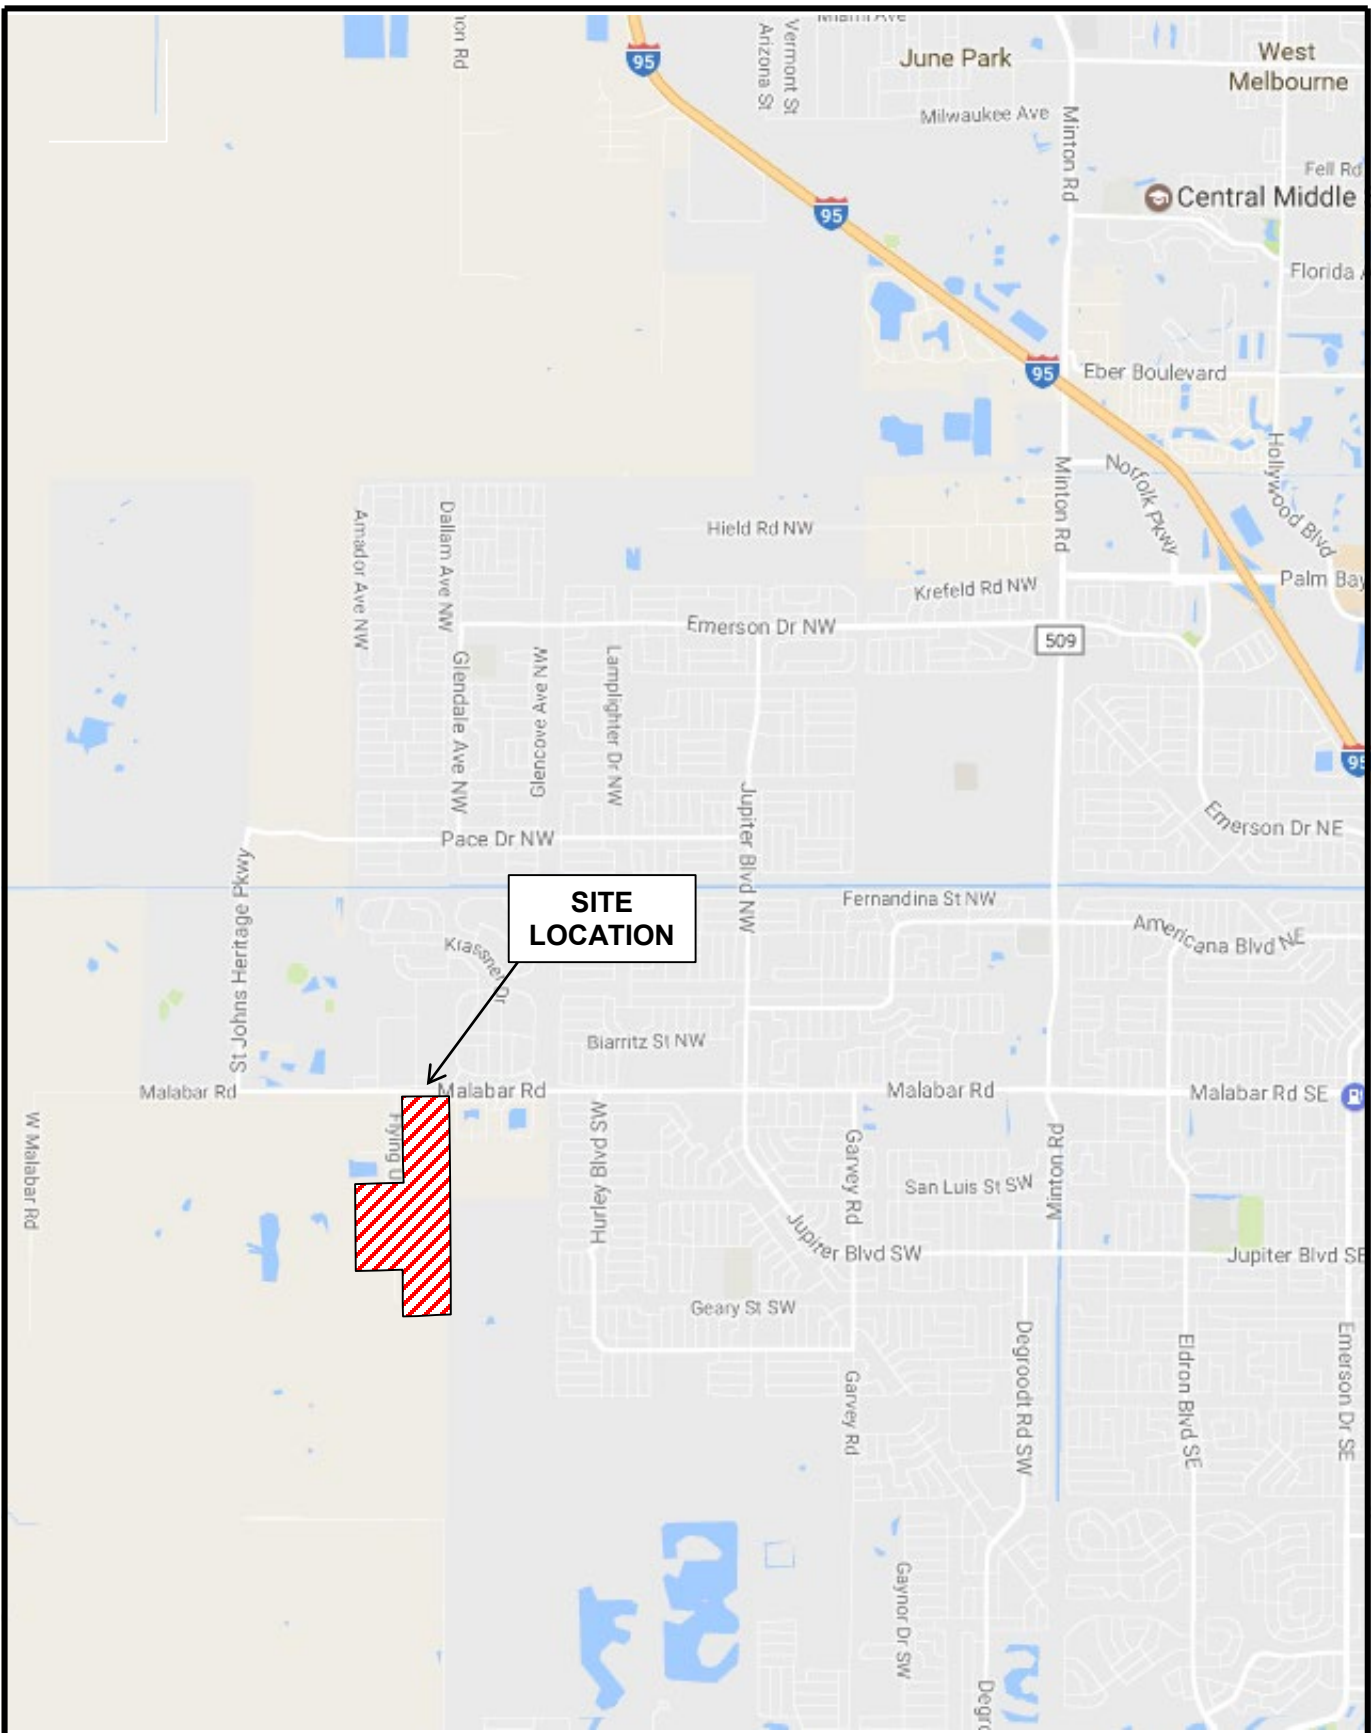 Miami Ave
95
Vermont St
Arizona St
June Park
West
Melbourne
Milwaukee Ave
Minton Rd
Fell Rd
Central Middle
95
Florida
95
Eber Boulevard
Hollywood Blvd
Norfolk Pkwy
Minton Rd
Amador Ave NW
Dallam Ave NW
Hield Rd NW
Palm Bay
Krefeld Rd NW
Emerson Dr NW
509
Glendale Ave NW
Glencove Ave NW
Lamplighter Dr NW
95
Jupiter Blvd NW
Emerson Dr NE
Pace Dr NW
St Johns Heritage Pkwy
SITE
LOCATION
Fernandina St NW
Americana Blvd NE
Krassner Dr
Biarritz St NW
Malabar Rd
Malabar Rd
Malabar Rd
Malabar Rd SE
W Malabar Rd
Flying U
Hurley Blvd SW
Garvey Rd
San Luis St SW
Minton Rd
Jupiter Blvd SW
Jupiter Blvd SE
Geary St SW
Degroodt Rd SW
Eldron Blvd SE
Emerson Dr SE
Garvey Rd
Gaynor Dr SW
Degro